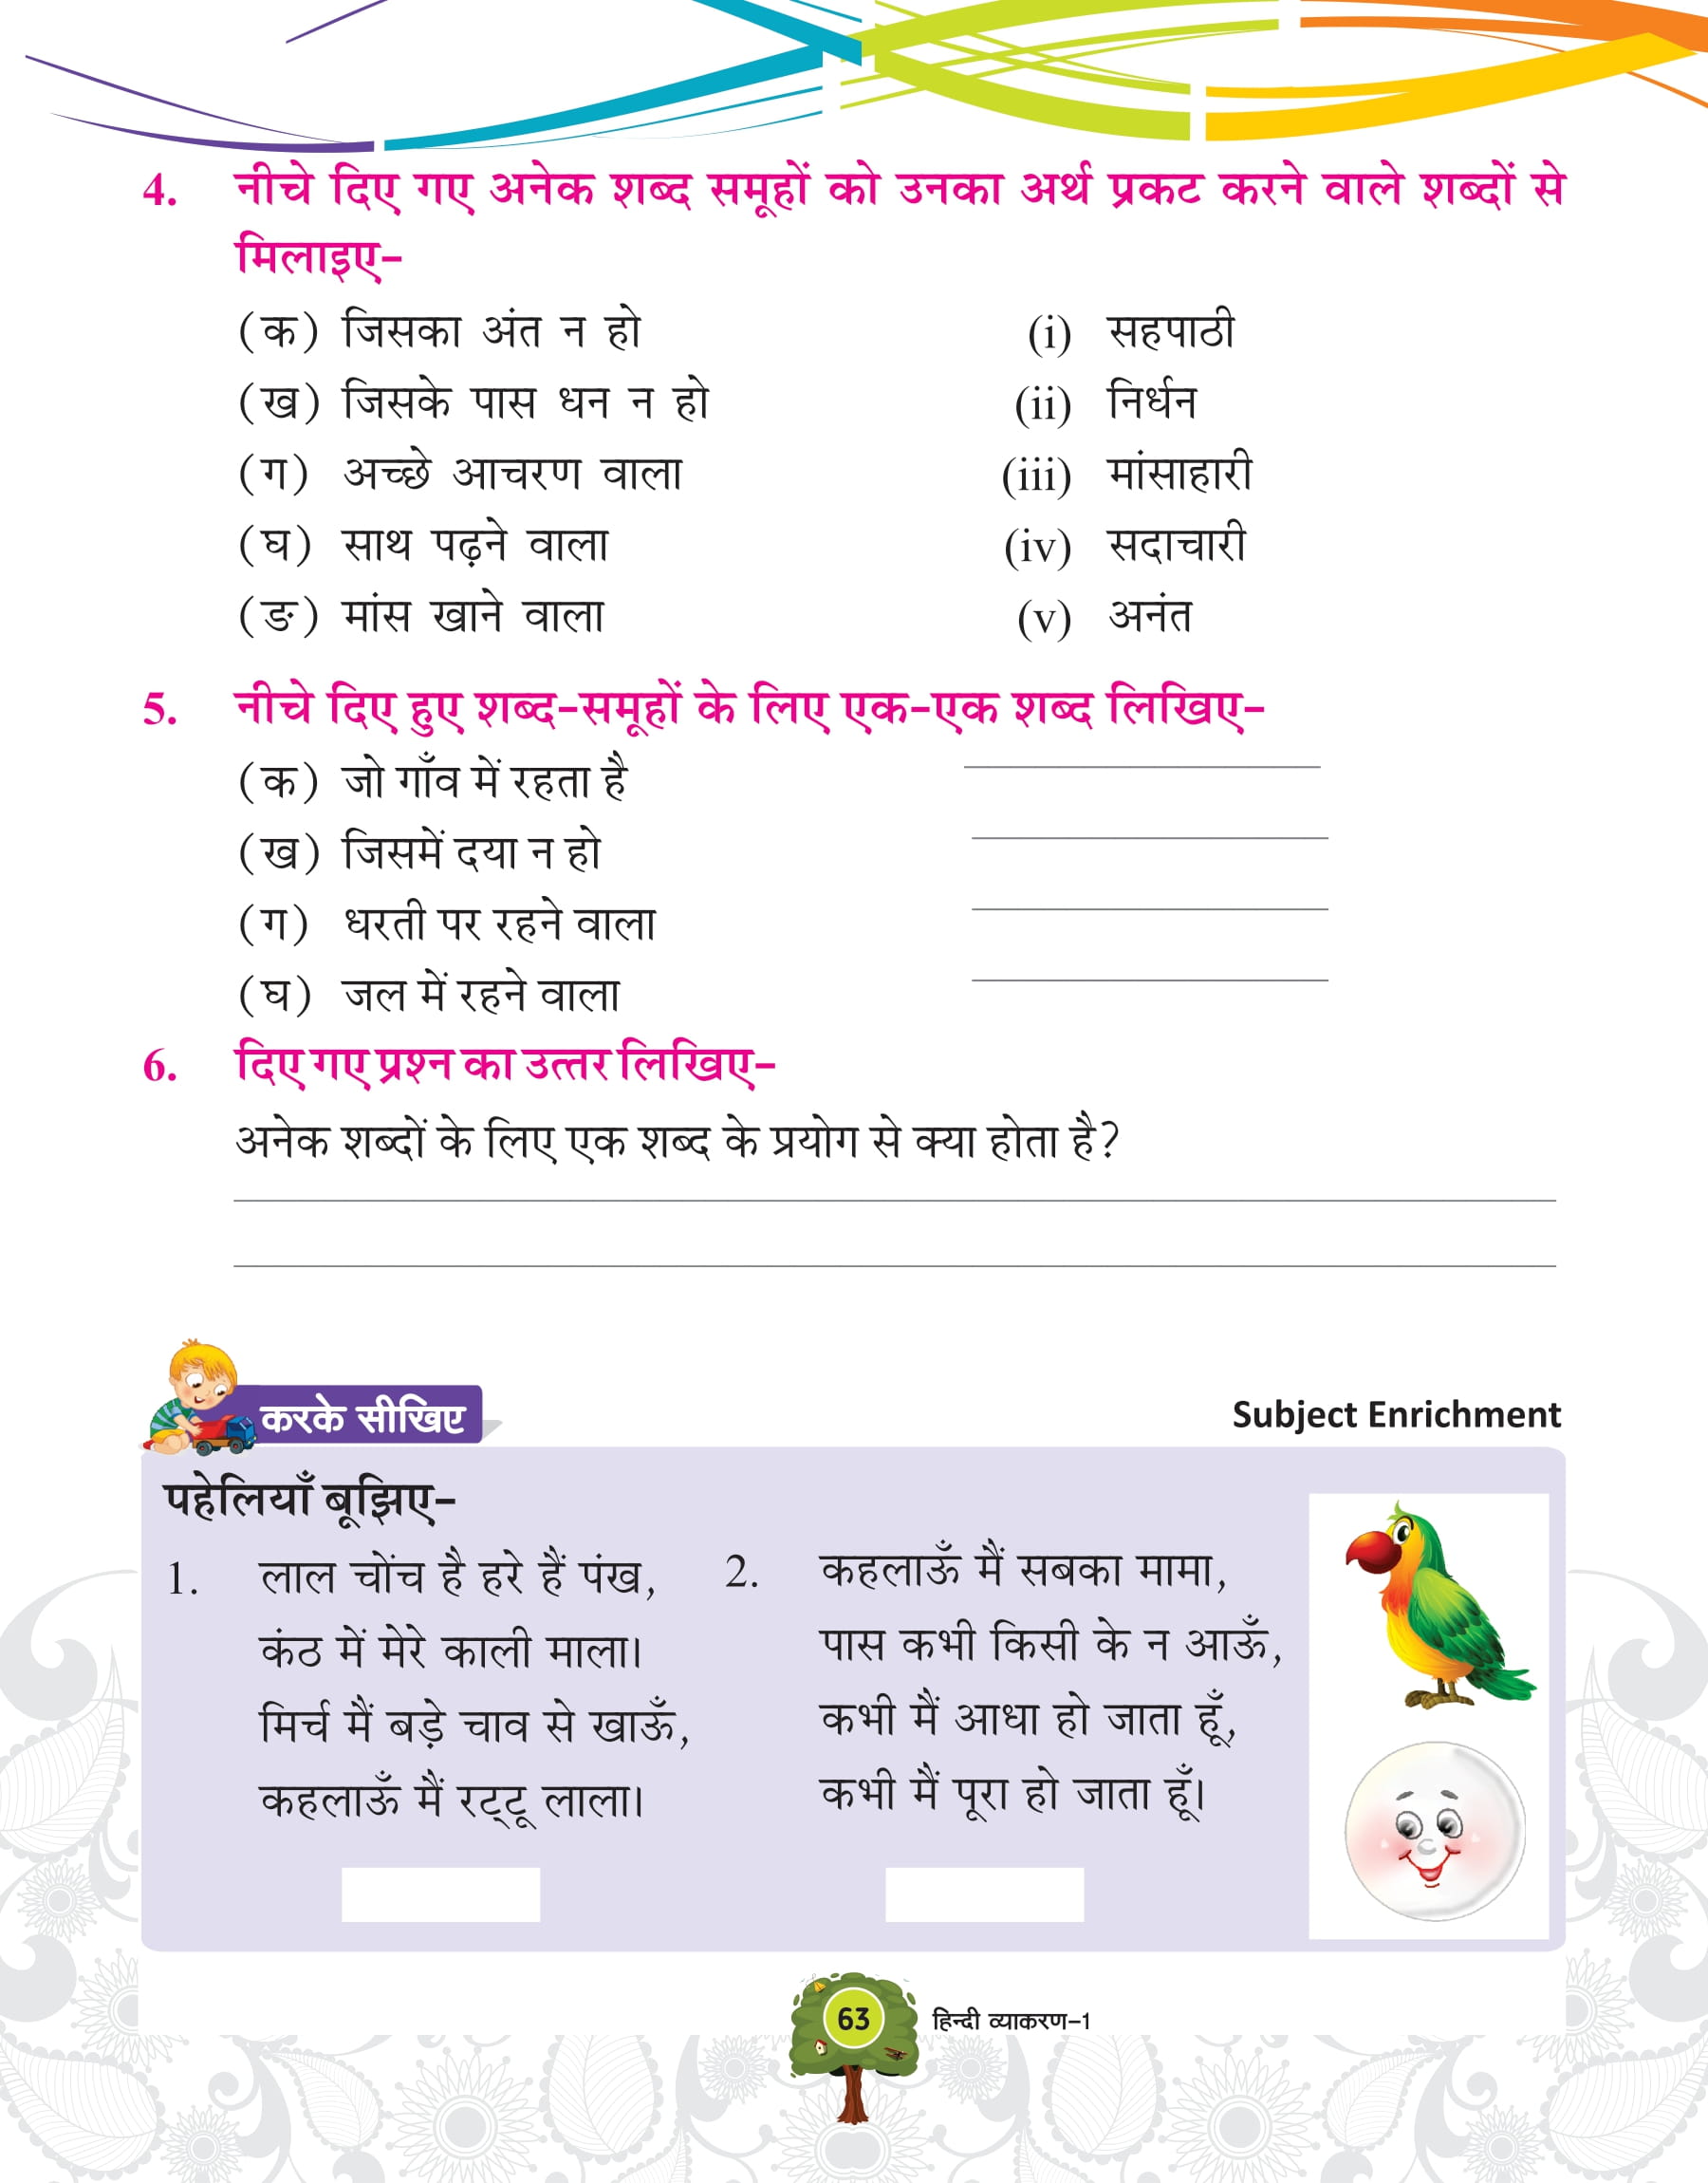 4. नीचे दिए गए अनेक शब्द समूहों को उनका अर्थ प्रकट करने वाले शब्दों से
मिलाइए-
(क) जिसका अंत न हो (i) सहपाठी
(ख) जिसके पास धन न हो (ii) निर्धन
(ग) अच्छे आचरण वाला (iii) मांसाहारी
(घ) साथ पढ़ने वाला (iv) सदाचारी
(ङ) मांस खाने वाला (v) अनंत
5. नीचे दिए हुए शब्द-समूहों के लिए एक-एक शब्द लिखिए-
(क) जो गाँव में रहता है
(ख) जिसमें दया न हो
(ग) धरती पर रहने वाला
(घ) जल में रहने वाला
6. दिए गए प्रश्न का उत्तर लिखिए-
अनेक शब्दों के लिए एक शब्द के प्रयोग से क्या होता है?
करके सीखिए
Subject Enrichment
पहेलियाँ बूझिए-
1. लाल चोंच है हरे हैं पंख,
कंठ में मेरे काली माला।
मिर्च मैं बड़े चाव से खाऊँ,
कहलाऊँ मैं रट्टू लाला।
2. कहलाऊँ मैं सबका मामा,
पास कभी किसी के न आऊँ,
कभी मैं आधा हो जाता हूँ,
कभी मैं पूरा हो जाता हूँ।
63 हिन्दी व्याकरण-1